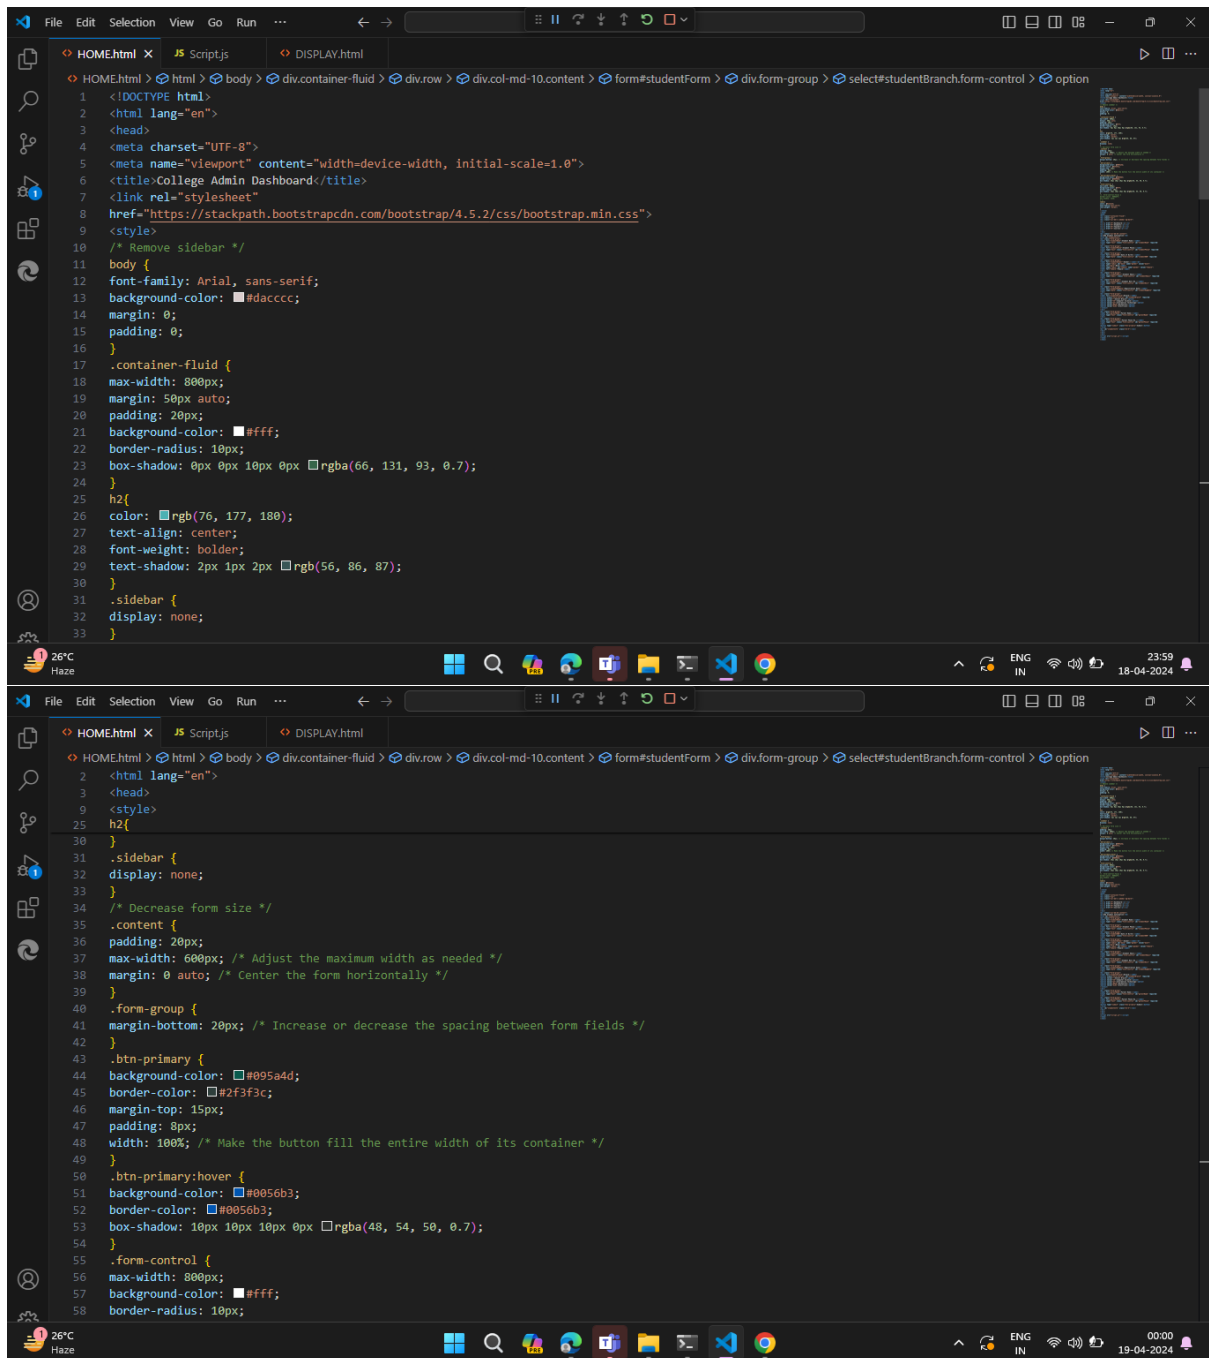 File Edit Selection View Go Run ···
HOME.html
JS Script.js
DISPLAY.html
HOME.html > html > body > div.container-fluid > div.row > div.col-md-10.content > form#studentForm > div.form-group > select#studentBranch.form-control > option
1 <!DOCTYPE html>
2 <html lang="en">
3 <head>
4 <meta charset="UTF-8">
5 <meta name="viewport" content="width=device-width, initial-scale=1.0">
6 <title>College Admin Dashboard</title>
7 <link rel="stylesheet"
8 href="https://stackpath.bootstrapcdn.com/bootstrap/4.5.2/css/bootstrap.min.css">
9 <style>
10 /* Remove sidebar */
11 body {
12 font-family: Arial, sans-serif;
13 background-color: #dacccc;
14 margin: 0;
15 padding: 0;
16 }
17 .container-fluid {
18 max-width: 800px;
19 margin: 50px auto;
20 padding: 20px;
21 background-color: #fff;
22 border-radius: 10px;
23 box-shadow: 0px 0px 10px 0px rgba(66, 131, 93, 0.7);
24 }
25 h2{
26 color: rgb(76, 177, 180);
27 text-align: center;
28 font-weight: bolder;
29 text-shadow: 2px 1px 2px rgb(56, 86, 87);
30 }
31 .sidebar {
32 display: none;
33 }
1
1
26°C
Haze
PRE
ENG
IN
23:59
18-04-2024
File Edit Selection View Go Run ···
HOME.html
JS Script.js
DISPLAY.html
HOME.html > html > body > div.container-fluid > div.row > div.col-md-10.content > form#studentForm > div.form-group > select#studentBranch.form-control > option
2 <html lang="en">
3 <head>
9 <style>
25 h2{
30 }
31 .sidebar {
32 display: none;
33 }
34 /* Decrease form size */
35 .content {
36 padding: 20px;
37 max-width: 600px; /* Adjust the maximum width as needed */
38 margin: 0 auto; /* Center the form horizontally */
39 }
40 .form-group {
41 margin-bottom: 20px; /* Increase or decrease the spacing between form fields */
42 }
43 .btn-primary {
44 background-color: #095a4d;
45 border-color: #2f3f3c;
46 margin-top: 15px;
47 padding: 8px;
48 width: 100%; /* Make the button fill the entire width of its container */
49 }
50 .btn-primary:hover {
51 background-color: #0056b3;
52 border-color: #0056b3;
53 box-shadow: 10px 10px 10px 0px rgba(48, 54, 50, 0.7);
54 }
55 .form-control {
56 max-width: 800px;
57 background-color: #fff;
58 border-radius: 10px;
1
1
26°C
Haze
PRE
ENG
IN
00:00
19-04-2024